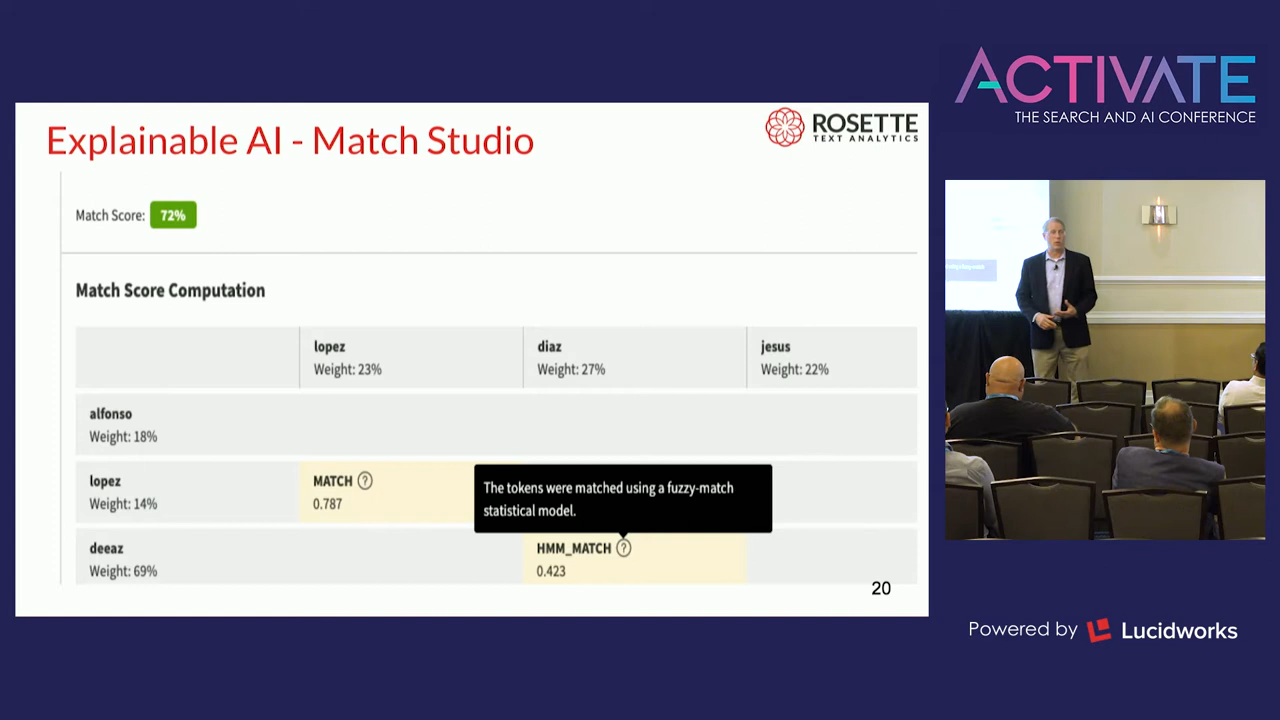 Explainable AI - Match Studio
ROSETTE
TEXT ANALYTICS
Match Score: 72%
Match Score Computation
lopez
Weight: 23%
diaz
Weight: 27%
jesus
Weight: 22%
alfonso
Weight: 18%
lopez
Weight: 14%
MATCH ?
0.787
The tokens were matched using a fuzzy-match
statistical model.
deeaz
Weight: 69%
HMM_MATCH ?
0.423
20
ACTIVATE
THE SEARCH AND AI CONFERENCE
Powered by Lucidworks